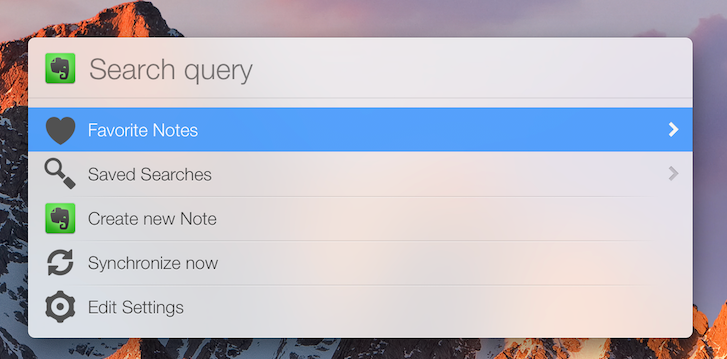 Search query
Favorite Notes
Saved Searches
Create new Note
Synchronize now
Edit Settings